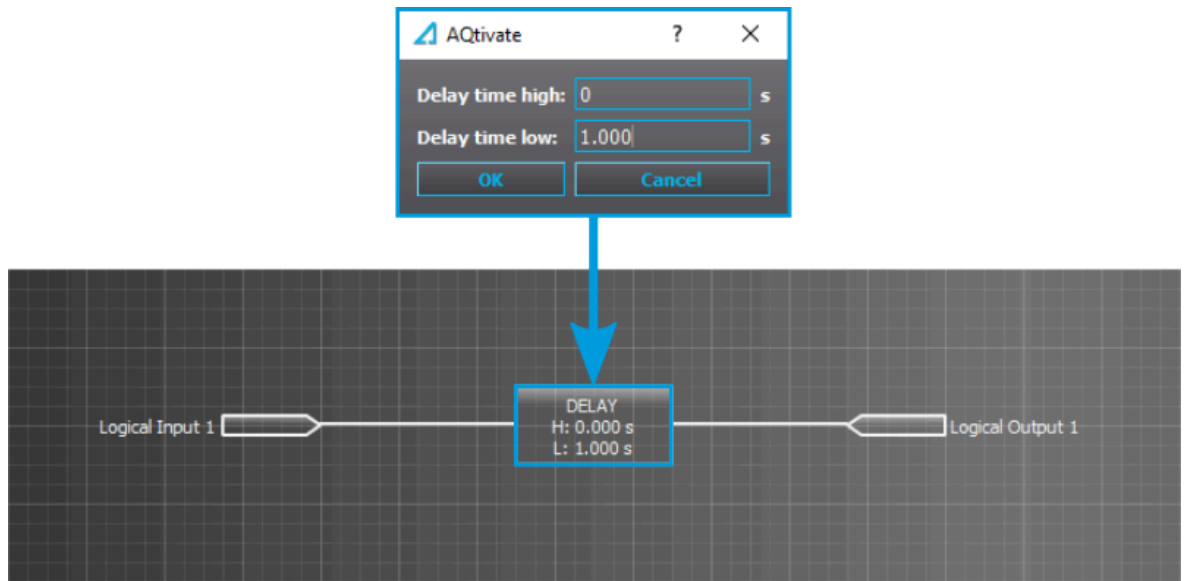 AQtivate ?
Delay time high: 0 s
Delay time low: 1.000 s
OK Cancel
DELAY
H: 0.000 s
L: 1.000 s
Logical Input 1
Logical Output 1